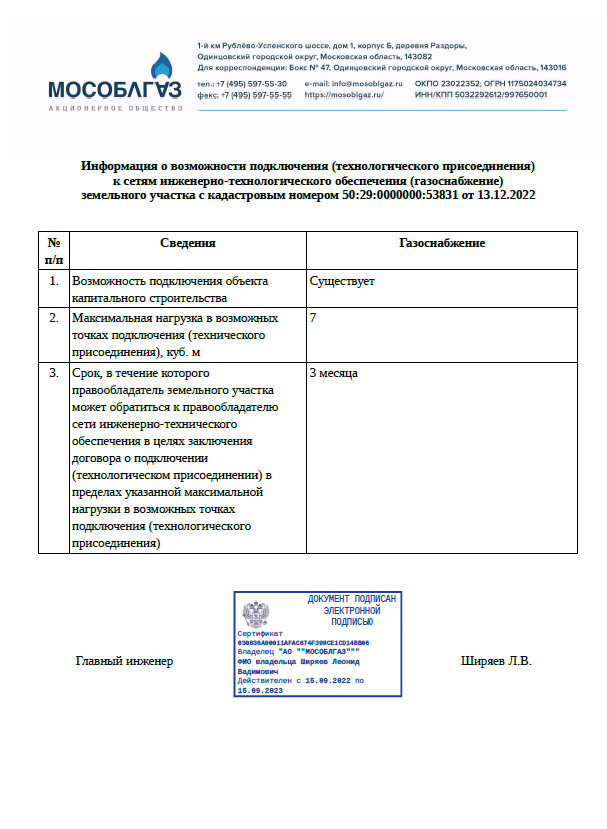 МОСОБЛГАЗ
АКЦИОНЕРНОЕ ОБЩЕСТВО
1-й км Рублёво-Успенского шоссе, дом 1, корпус Б, деревня Раздоры,
Одинцовский городской округ, Московская область, 143082
Для корреспонденции: Бокс № 47, Одинцовский городской округ, Московская область, 143016
тел.: +7 (495) 597-55-30 e-mail: info@mosoblgaz.ru ОКПО 23022352; ОГРН 1175024034734
факс: +7 (495) 597-55-55 https://mosoblgaz.ru/ ИНН/КПП 5032292612/997650001
Информация о возможности подключения (технологического присоединения)
к сетям инженерно-технологического обеспечения (газоснабжение)
земельного участка с кадастровым номером 50:29:0000000:53831 от 13.12.2022
№ Сведения Газоснабжение
п/п
1. Возможность подключения объекта Существует
капитального строительства
2. Максимальная нагрузка в возможных 7
точках подключения (технического
присоединения), куб. м
3. Срок, в течение которого 3 месяца
правообладатель земельного участка
может обратиться к правообладателю
сети инженерно-технического
обеспечения в целях заключения
договора о подключении
(технологическом присоединении) в
пределах указанной максимальной
нагрузки в возможных точках
подключения (технологического
присоединения)
ДОКУМЕНТ ПОДПИСАН
ЭЛЕКТРОННОЙ
ПОДПИСЬЮ
Сертификат
030836A90011AFAC874F399CE1CD14BB06
Владелец "АО ""МОСОБЛГАЗ"""
ФИО владельца Ширяев Леонид
Вадимович
Действителен с 15.09.2022 по
15.09.2023
Главный инженер Ширяев Л.В.